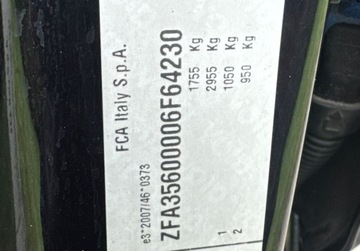 FCA Italy S.p.A.
e3*2007/46*0373
ZFA35600006F64230
1755 Kg
2955 Kg
1 1050 Kg
2 950 Kg